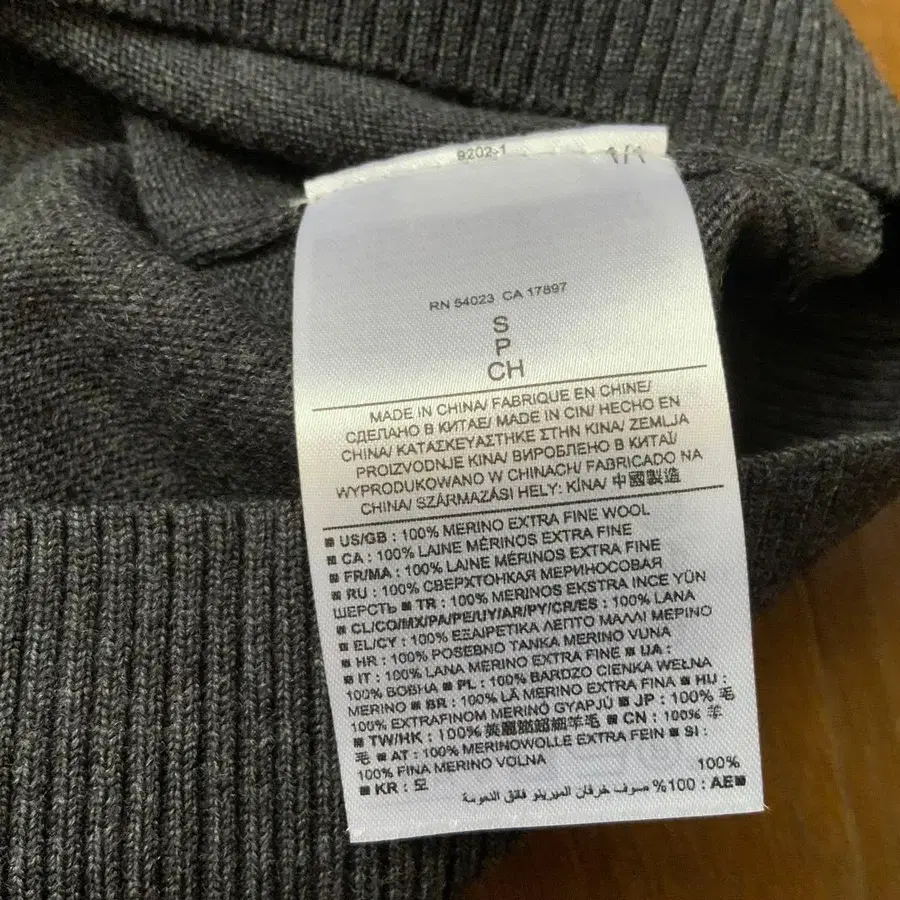 9202-1 1/1
RN 54023 CA 17897
S
P
CH
MADE IN CHINA/ FABRIQUE EN CHINE/
СДЕЛАНО В КИТАЕ/ MADE IN CIN/ HECHO EN
CHINA/ ΚΑΤΑΣΚΕΥΑΣΤΗΚΕ ΣΤΗΝ ΚΙΝΑ/ ZEMLJA
PROIZVODNJE KINA/ ВИРОБЛЕНО В КИТАЇ/
WYPRODUKOWANO W CHINACH/ FABRICADO NA
CHINA/ SZÁRMAZÁSI HELY: KÍNA/ 中國製造
■ US/GB : 100% MERINO EXTRA FINE WOOL
■ CA : 100% LAINE MÉRINOS EXTRA FINE
■ FR/MA : 100% LAINE MÉRINOS EXTRA FINE
■ RU : 100% СВЕРХТОНКАЯ МЕРИНОСОВАЯ
ШЕРСТЬ ■ TR : 100% MERINOS EKSTRA INCE YÜN
■ CL/CO/MX/PA/PE/UY/AR/PY/CR/ES : 100% LANA
■ EL/CY : 100% ΕΞΑΙΡΕΤΙΚΑ ΛΕΠΤΟ ΜΑΛΛΙ ΜΕΡΙΝΟ
■ HR : 100% POSEBNO TANKA MERINO VUNA
■ IT : 100% LANA MERINO EXTRA FINE ■ UA :
100% ВОВНА ■ PL : 100% BARDZO CIENKA WEŁNA
MERINO ■ BR : 100% LÃ MERINO EXTRA FINA ■ HU :
100% EXTRAFINOM MERINÓ GYAPJÚ ■ JP : 100% 毛
■ TW/HK : 100% 超細羊毛 ■ CN : 100% 羊
毛 ■ AT : 100% MERINOWOLLE EXTRA FEIN ■ SI :
100% FINA MERINO VOLNA
■ KR : 모 100%
■AE : 100% صوف خرفان الميرينو فائق النعومة